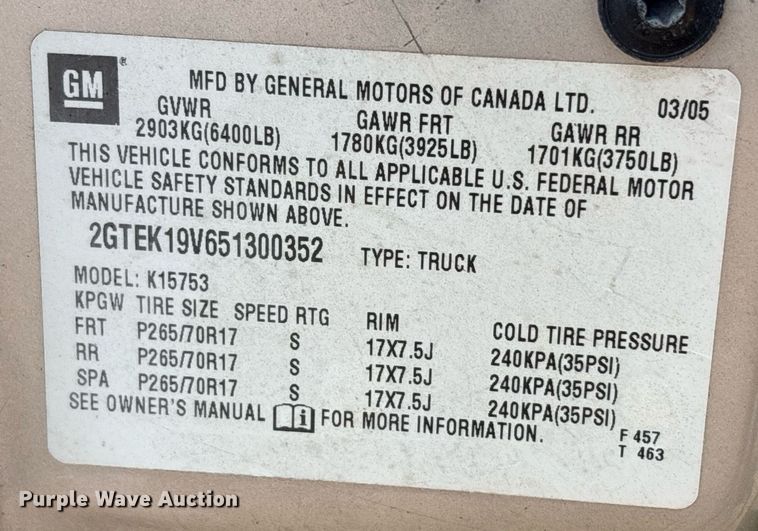 GM ®
MFD BY GENERAL MOTORS OF CANADA LTD. 03/05
GVWR GAWR FRT GAWR RR
2903KG(6400LB) 1780KG(3925LB) 1701KG(3750LB)
THIS VEHICLE CONFORMS TO ALL APPLICABLE U.S. FEDERAL MOTOR
VEHICLE SAFETY STANDARDS IN EFFECT ON THE DATE OF
MANUFACTURE SHOWN ABOVE.
2GTEK19V651300352 TYPE: TRUCK
MODEL: K15753
KPGW TIRE SIZE SPEED RTG RIM COLD TIRE PRESSURE
FRT P265/70R17 S 17X7.5J 240KPA(35PSI)
RR P265/70R17 S 17X7.5J 240KPA(35PSI)
SPA P265/70R17 S 17X7.5J 240KPA(35PSI)
SEE OWNER'S MANUAL i FOR MORE INFORMATION.
F 457
T 463
Purple Wave Auction